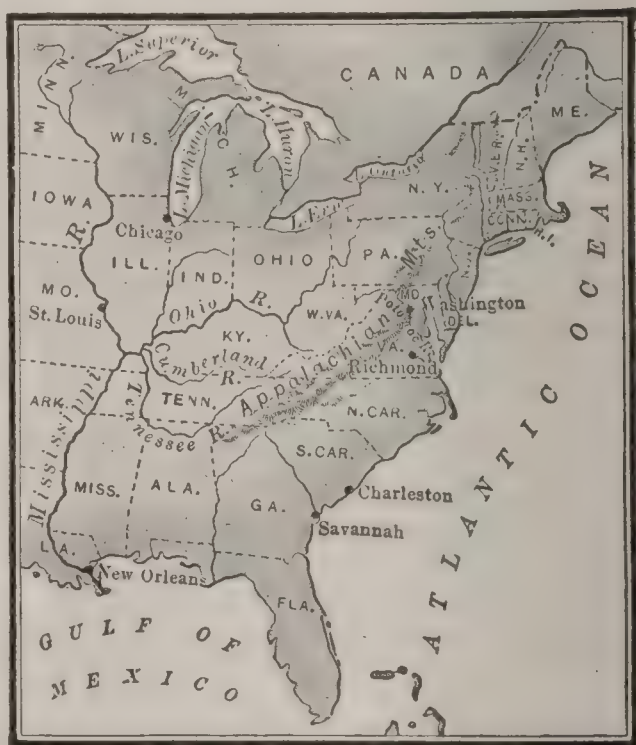 L. Superior
CANADA
MINN.
WIS.
MICH.
L. Huron
L. Michigan
ME.
VER.
N.H.
L. Ontario
N.Y.
MASS.
CONN.
R.I.
L. Erie
IOWA
Chicago
ILL.
IND.
OHIO
PA.
N.J.
MO.
St. Louis
Ohio R.
W.VA.
MD.
Washington
DEL.
Potomac
VA.
Richmond
KY.
Cumberland
R.
Appalachian Mts.
TENN.
Tennessee R.
N.CAR.
ARK.
Mississippi R.
S.CAR.
MISS.
ALA.
GA.
Charleston
Savannah
LA.
New Orleans
FLA.
GULF OF
MEXICO
ATLANTIC OCEAN